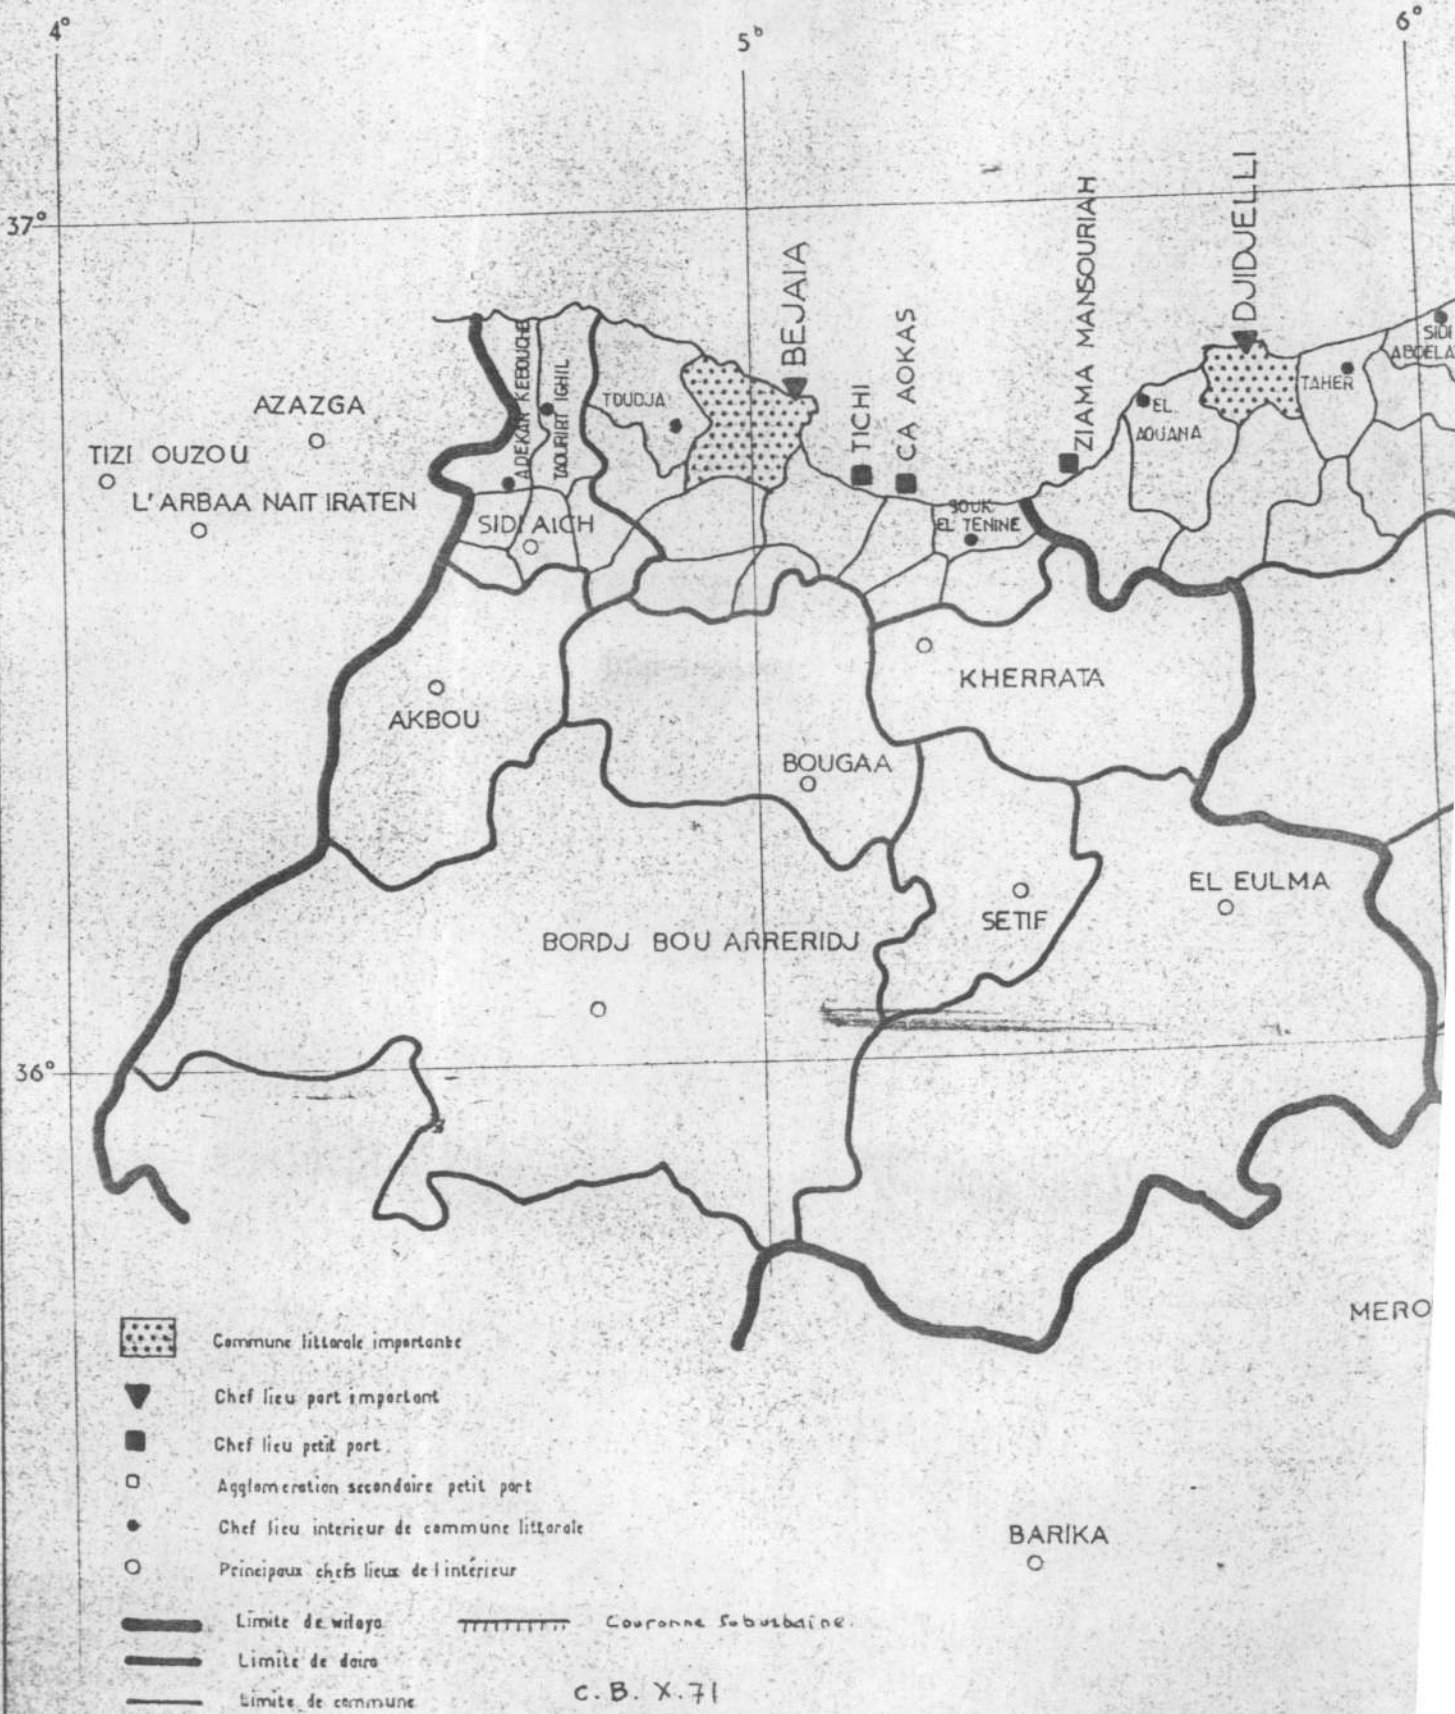 4°
5°
6°
37°
DJIDJELLI
ZIAMA MANSOURIAH
BEJAIA
CA AOKAS
TICHI
ADEKAR KEBOUCHE
TAOURIRT IGHIL
TOUDJA
SIDI
TAHER
EL
AOUANA
AZAZGA
TIZI OUZOU
L'ARBAA NAIT IRATEN
SIDI AICH
SOUK
EL TENINE
KHERRATA
AKBOU
BOUGAA
EL EULMA
SETIF
BORDJ BOU ARRERIDJ
36°
MERO
BARIKA
Commune littorale importante
Chef lieu port important
Chef lieu petit port
Agglomeration secondaire petit port
Chef lieu interieur de commune littorale
Principaux chefs lieux de l'intérieur
Limite de wilaya
Couronne Suburbaine.
Limite de daira
Limite de commune
C. B. X. 71